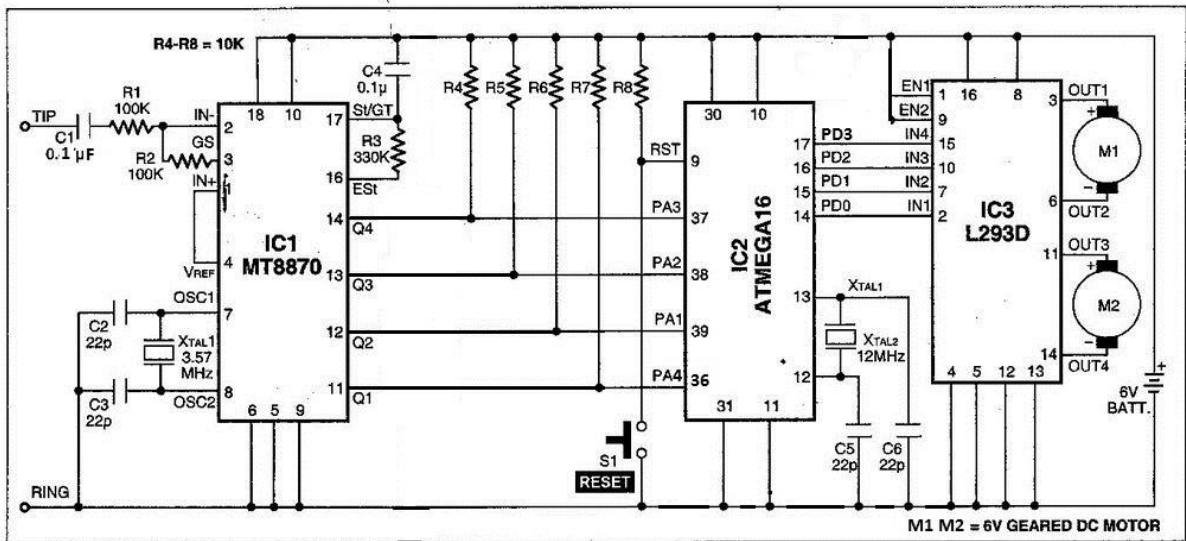 R4-R8 = 10K
TIP
C1
0.1 µF
R1
100K
R2
100K
IN-
2
GS
3
IN+
1
4
VREF
OSC1
7
C2
22p
XTAL1
3.57
MHz
C3
22p
8
OSC2
RING
18
10
IC1
MT8870
6
5
9
C4
0.1µ
17
St/GT
R3
330K
16
ESt
14
Q4
13
Q3
12
Q2
11
Q1
R4
R5
R6
R7
R8
RST
9
PA3
37
PA2
38
PA1
39
PA4
36
S1
RESET
30
10
IC2
ATMEGA16
31
11
17
PD3
16
PD2
15
PD1
14
PD0
13
XTAL1
XTAL2
12MHz
12
C5
22p
C6
22p
EN1
1
EN2
9
IN4
15
IN3
10
IN2
7
IN1
2
16
8
IC3
L293D
4
5
12
13
3
OUT1
+
M1
–
6
OUT2
11
OUT3
+
M2
–
14
OUT4
+
6V
BATT.
M1 M2 = 6V GEARED DC MOTOR